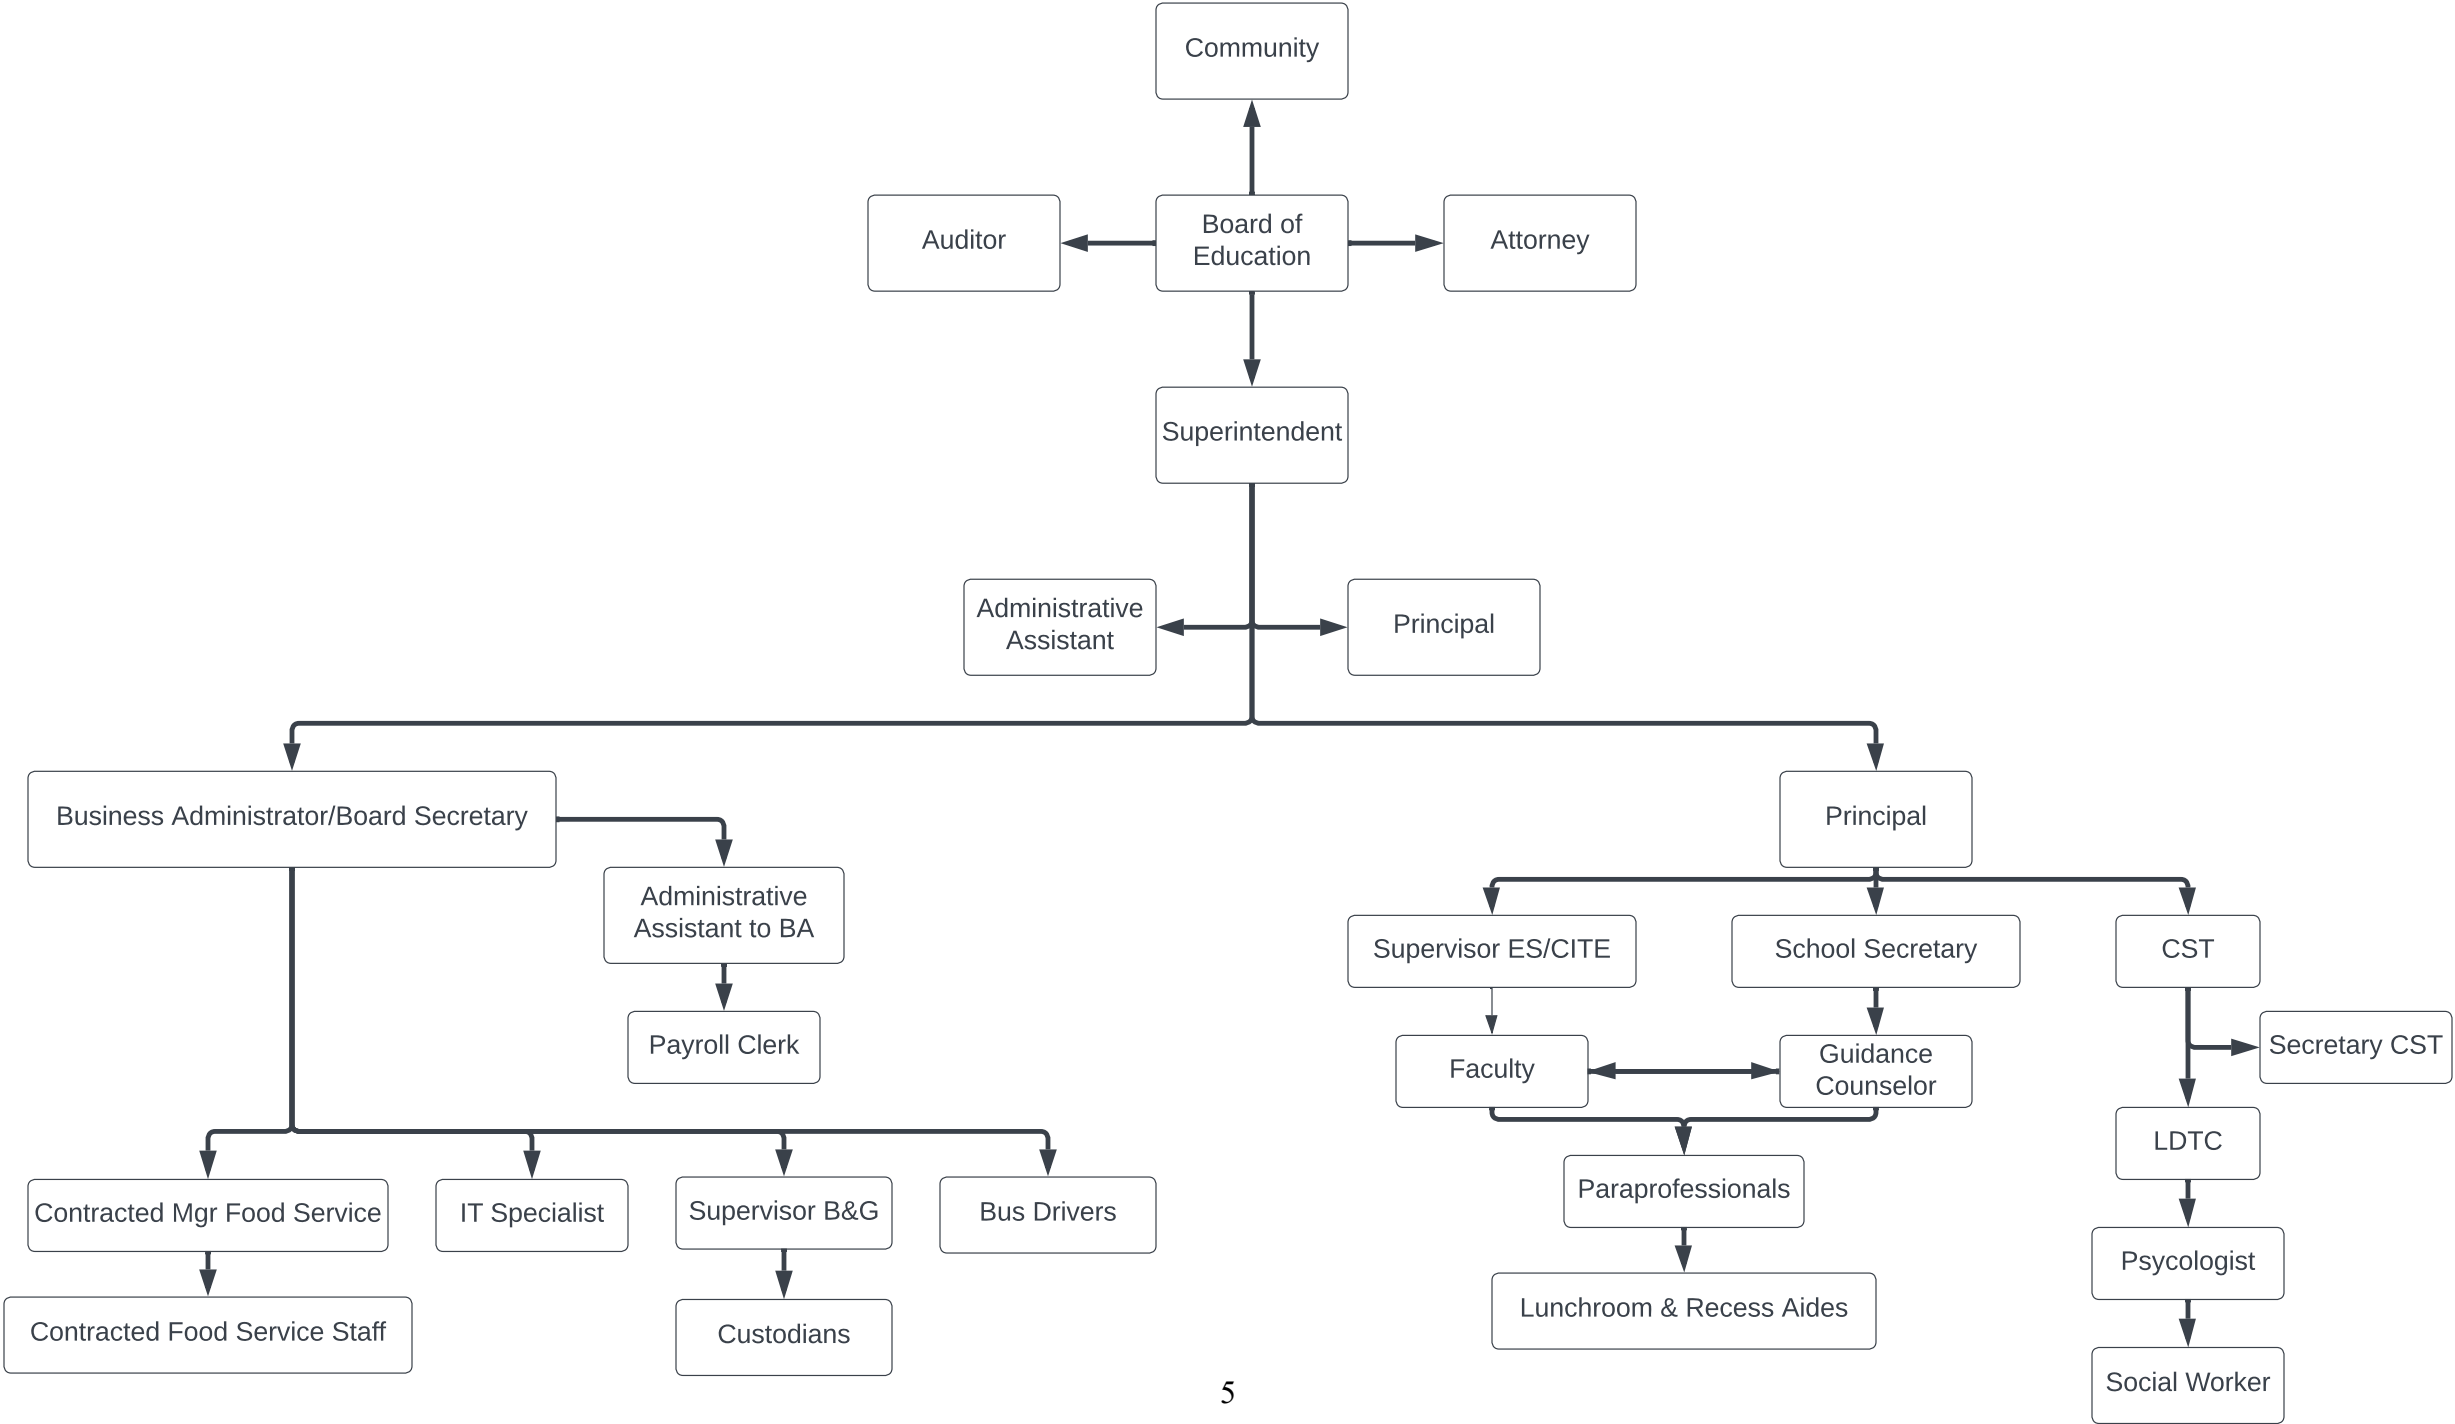 Community
Auditor
Board of
Education
Attorney
Superintendent
Administrative
Assistant
Principal
Business Administrator/Board Secretary
Principal
Administrative
Assistant to BA
Supervisor ES/CITE
School Secretary
CST
Payroll Clerk
Faculty
Guidance
Counselor
Secretary CST
LDTC
Contracted Mgr Food Service
IT Specialist
Supervisor B&G
Bus Drivers
Paraprofessionals
Psycologist
Contracted Food Service Staff
Custodians
Lunchroom & Recess Aides
Social Worker
5